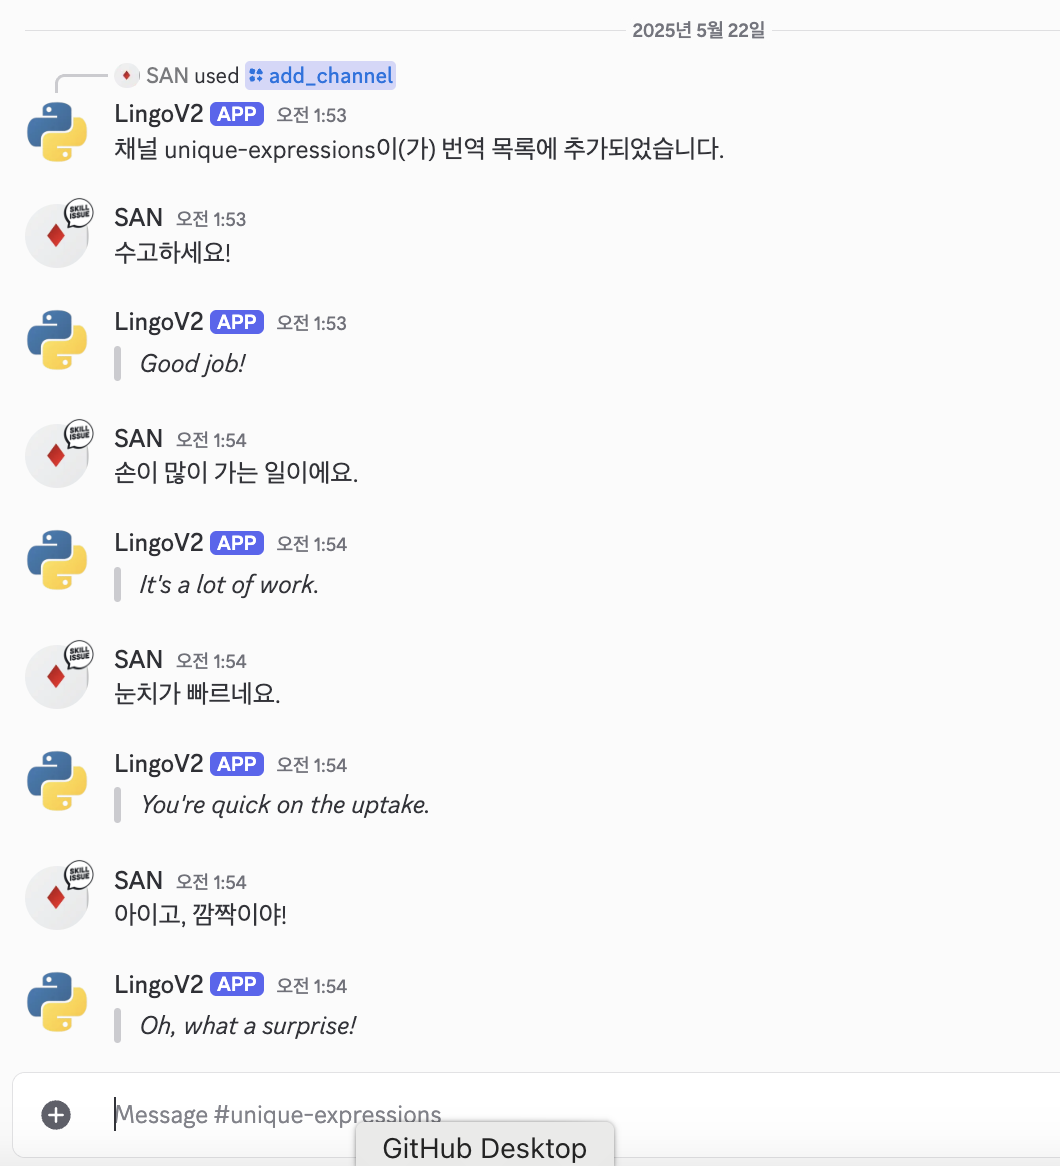 2025년 5월 22일
SAN used add_channel
LingoV2 APP 오전 1:53
채널 unique-expressions이(가) 번역 목록에 추가되었습니다.
SKILL ISSUE
SAN 오전 1:53
수고하세요!
LingoV2 APP 오전 1:53
Good job!
SKILL ISSUE
SAN 오전 1:54
손이 많이 가는 일이에요.
LingoV2 APP 오전 1:54
It's a lot of work.
SKILL ISSUE
SAN 오전 1:54
눈치가 빠르네요.
LingoV2 APP 오전 1:54
You're quick on the uptake.
SKILL ISSUE
SAN 오전 1:54
아이고, 깜짝이야!
LingoV2 APP 오전 1:54
Oh, what a surprise!
Message #unique-expressions
GitHub Desktop